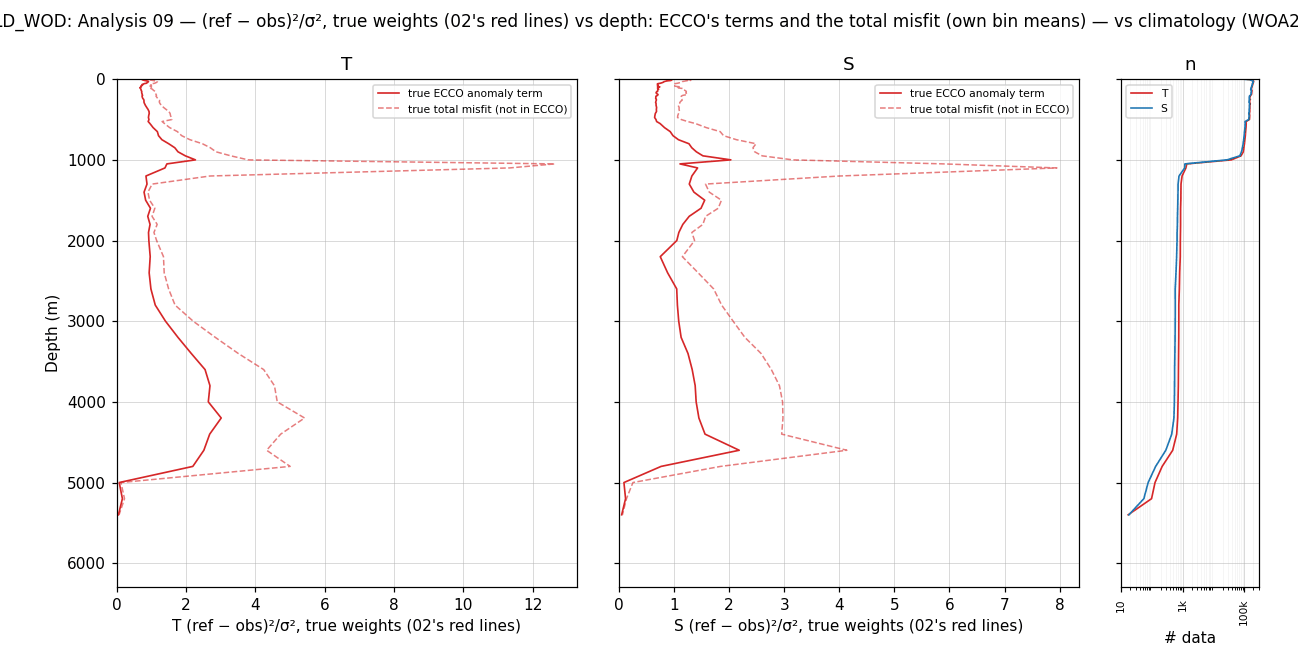 LD_WOD: Analysis 09 — (ref − obs)²/σ², true weights (02's red lines) vs depth: ECCO's terms and the total misfit (own bin means) — vs climatology (WOA2
T
S
n
true ECCO anomaly term
true total misfit (not in ECCO)
true ECCO anomaly term
true total misfit (not in ECCO)
T
S
Depth (m)
0
1000
2000
3000
4000
5000
6000
0 2 4 6 8 10 12
0 1 2 3 4 5 6 7 8
10 1k 100k
T (ref − obs)²/σ², true weights (02's red lines)
S (ref − obs)²/σ², true weights (02's red lines)
# data